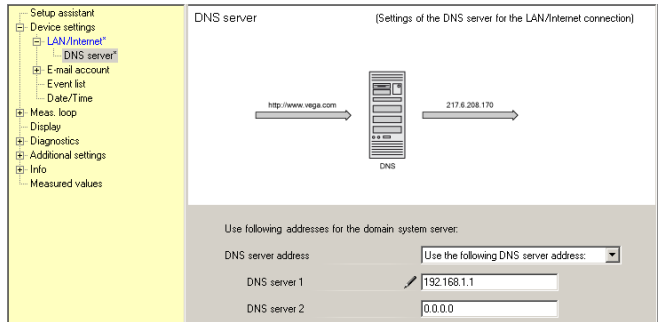 Setup assistant
Device settings
LAN/Internet*
DNS server*
E-mail account
Event list
Date/Time
Meas. loop
Display
Diagnostics
Additional settings
Info
Measured values
DNS server (Settings of the DNS server for the LAN/Internet connection)
http://www.vega.com 217.6.208.170
DNS
Use following addresses for the domain system server:
DNS server address Use the following DNS server address:
DNS server 1 192.168.1.1
DNS server 2 0.0.0.0